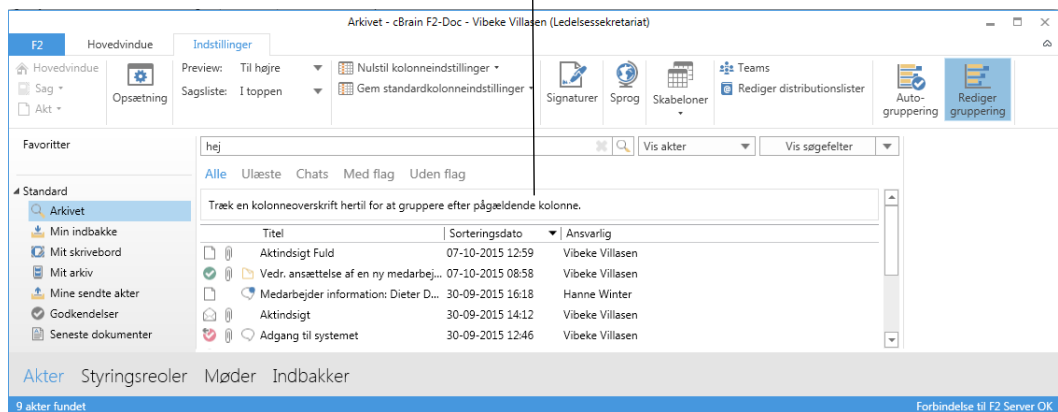 Arkivet - cBrain F2-Doc - Vibeke Villasen (Ledelsessekretariat)
F2 Hovedvindue Indstillinger
Hovedvindue
Sag
Akt
Opsætning
Preview: Til højre
Sagsliste: I toppen
Nulstil kolonneindstillinger
Gem standardkolonneindstillinger
Signaturer
Sprog
Skabeloner
Teams
Rediger distributionslister
Auto-
gruppering
Rediger
gruppering
Favoritter
Standard
Arkivet
Min indbakke
Mit skrivebord
Mit arkiv
Mine sendte akter
Godkendelser
Seneste dokumenter
hej Vis akter Vis søgefelter
Alle Ulæste Chats Med flag Uden flag
Træk en kolonneoverskrift hertil for at gruppere efter pågældende kolonne.
Titel Sorteringsdato Ansvarlig
Aktindsigt Fuld 07-10-2015 12:59 Vibeke Villasen
Vedr. ansættelse af en ny medarbej... 07-10-2015 08:58 Vibeke Villasen
Medarbejder information: Dieter D... 30-09-2015 16:18 Hanne Winter
Aktindsigt 30-09-2015 14:12 Vibeke Villasen
Adgang til systemet 30-09-2015 12:46 Vibeke Villasen
Akter Styringsreoler Møder Indbakker
9 akter fundet Forbindelse til F2 Server OK